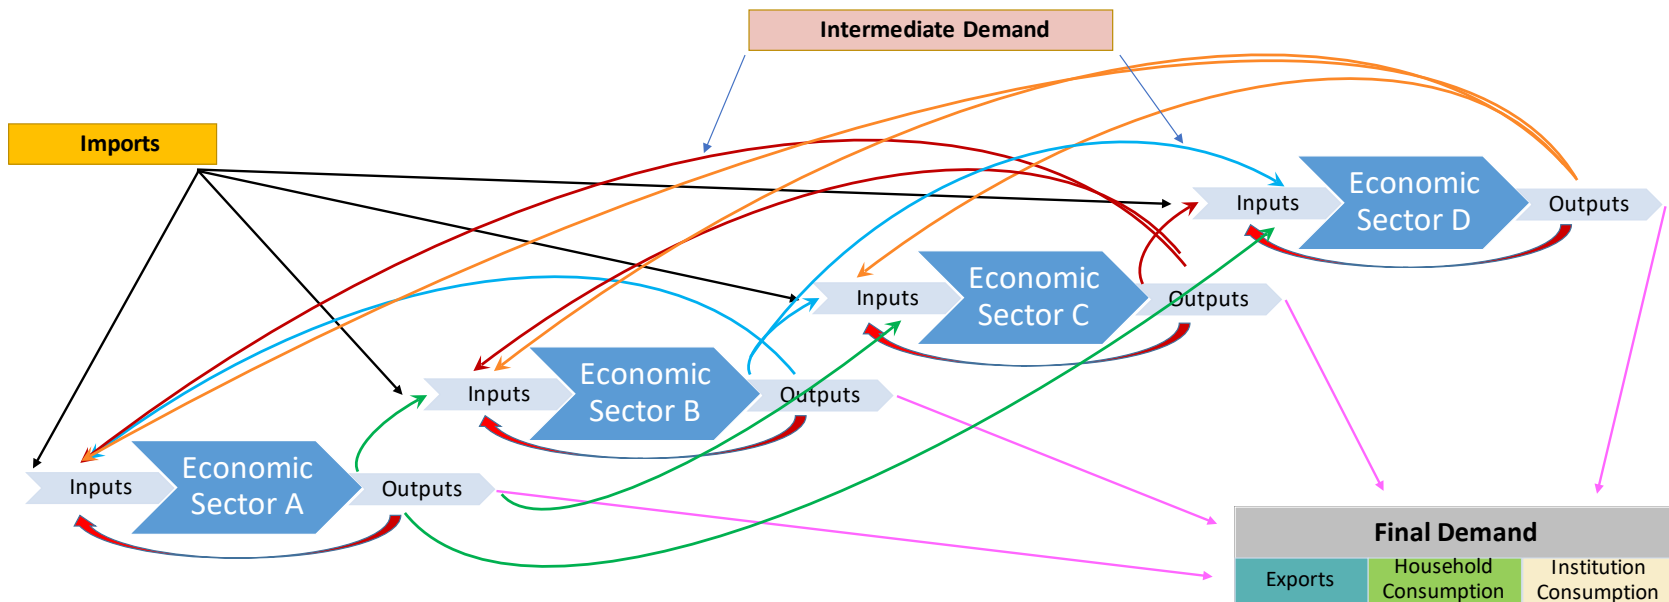 Intermediate Demand
Imports
Economic
Sector D
Inputs
Outputs
Economic
Sector C
Inputs
Outputs
Economic
Sector B
Inputs
Outputs
Economic
Sector A
Inputs
Outputs
Final Demand
Exports
Household
Consumption
Institution
Consumption